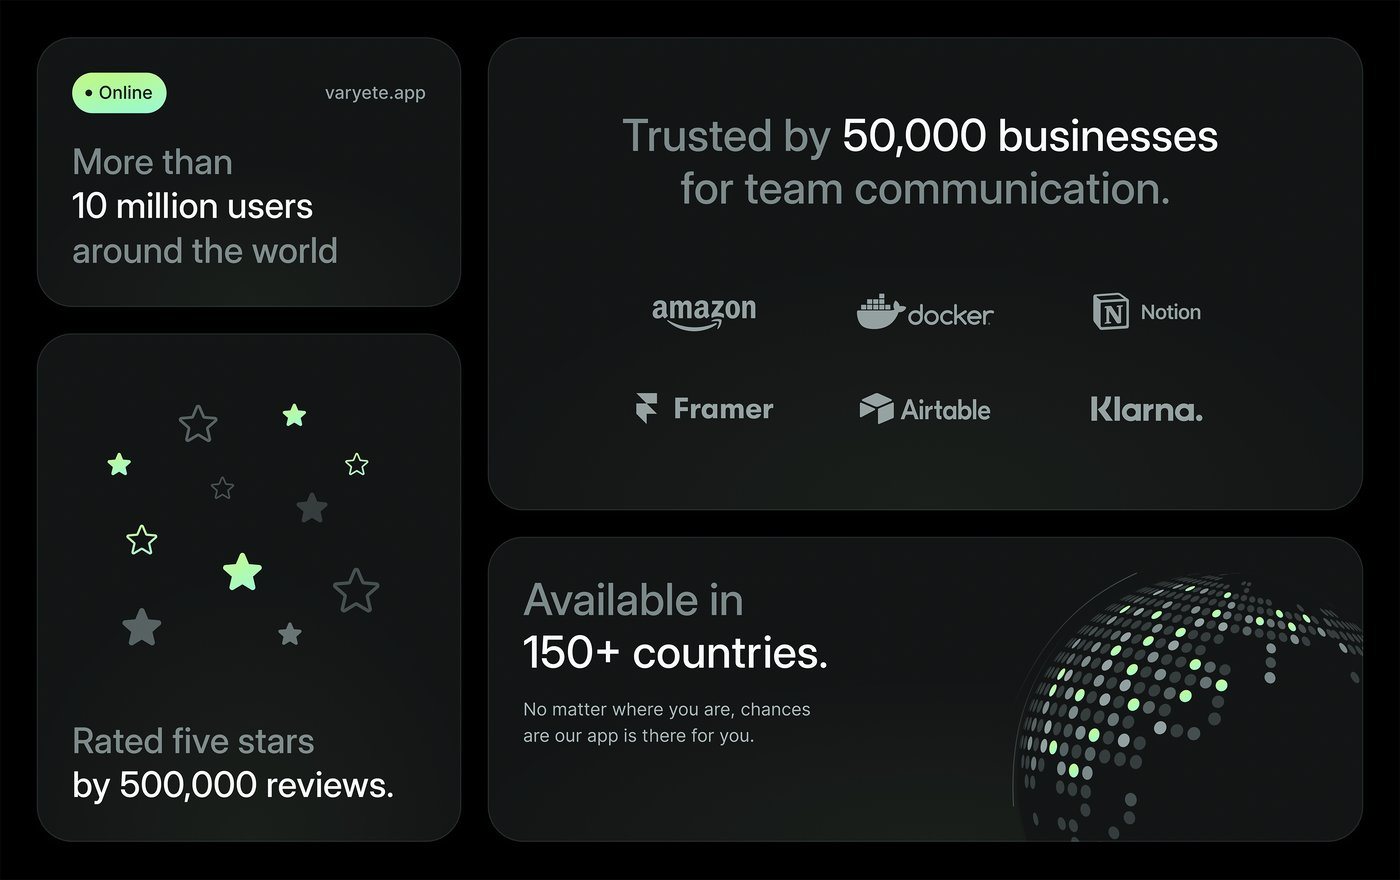 • Online
varyete.app
More than
10 million users
around the world
Trusted by 50,000 businesses
for team communication.
amazon
docker
Notion
Framer
Airtable
Klarna.
Rated five stars
by 500,000 reviews.
Available in
150+ countries.
No matter where you are, chances
are our app is there for you.